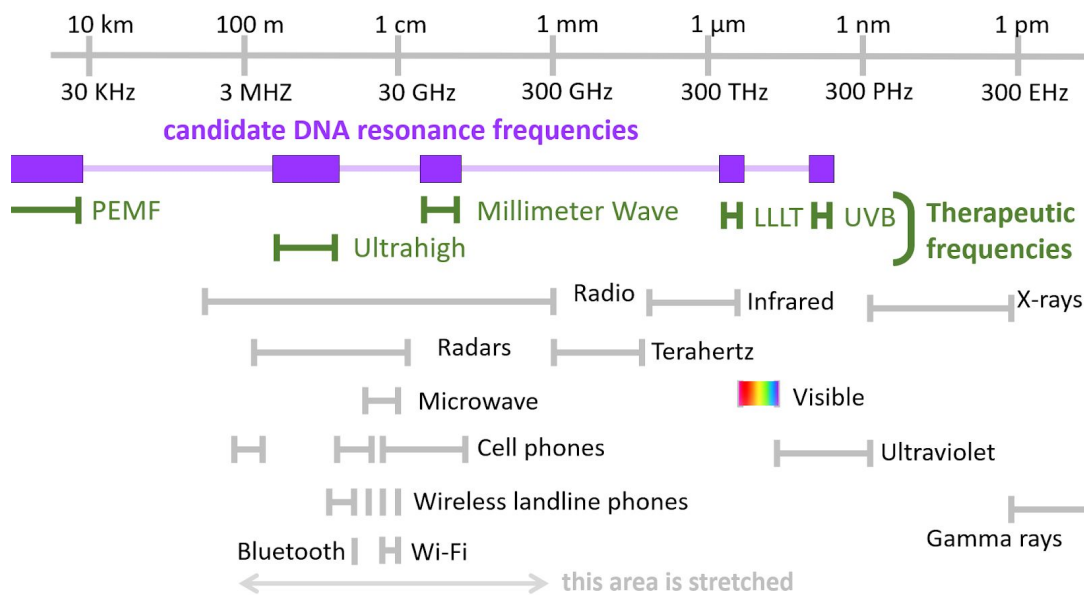 10 km 100 m 1 cm 1 mm 1 µm 1 nm 1 pm
30 KHz 3 MHZ 30 GHz 300 GHz 300 THz 300 PHz 300 EHz
candidate DNA resonance frequencies
PEMF Millimeter Wave LLLT UVB Therapeutic
Ultrahigh frequencies
Radio Infrared X-rays
Radars Terahertz
Microwave Visible
Cell phones Ultraviolet
Wireless landline phones
Gamma rays
Bluetooth Wi-Fi
this area is stretched